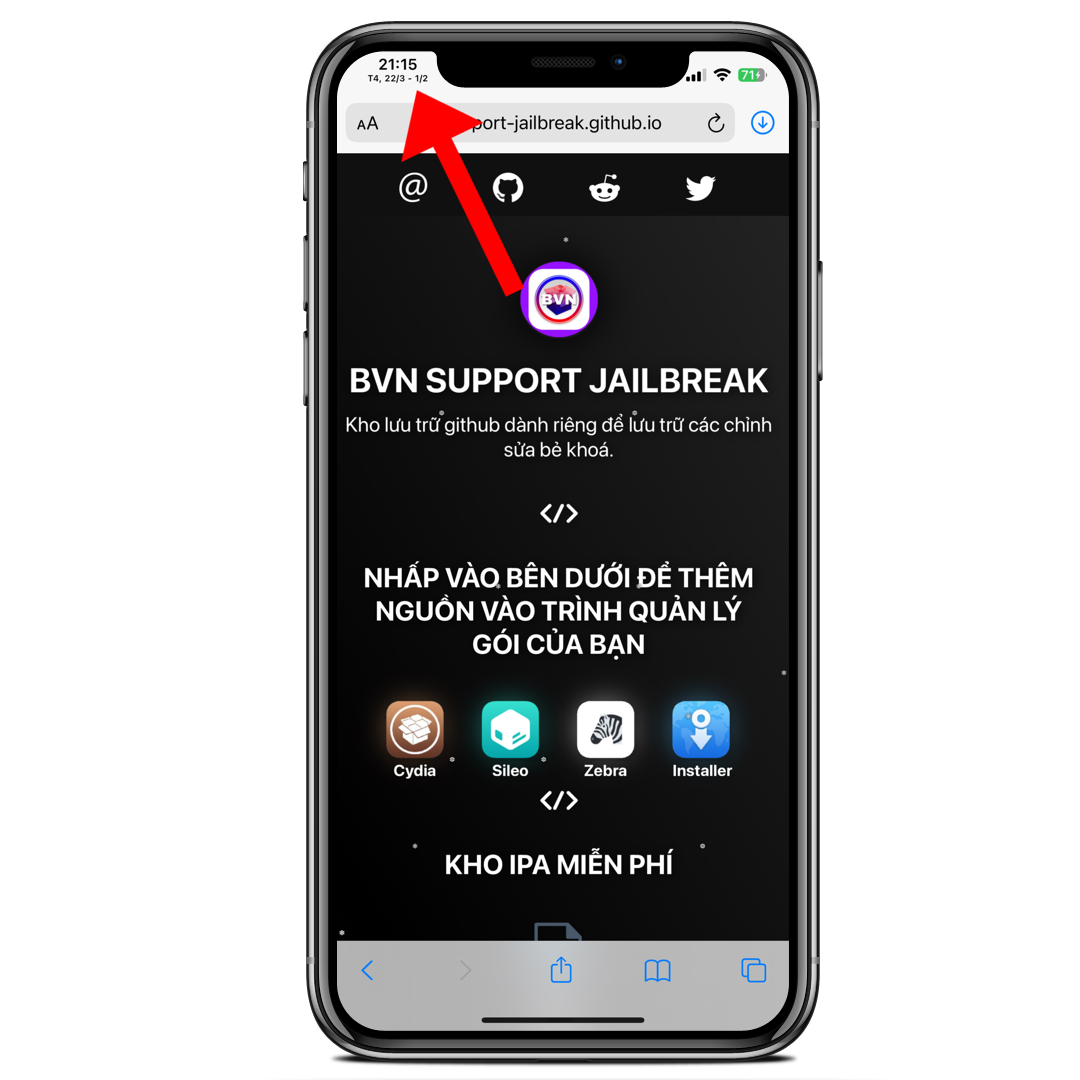 21:15
T4, 22/3 - 1/2
71
AA
port-jailbreak.github.io
@
BVN
BVN SUPPORT JAILBREAK
Kho lưu trữ github dành riêng để lưu trữ các chỉnh
sửa bẻ khoá.
</>
NHẤP VÀO BÊN DƯỚI ĐỂ THÊM
NGUỒN VÀO TRÌNH QUẢN LÝ
GÓI CỦA BẠN
Cydia Sileo Zebra Installer
</>
KHO IPA MIỄN PHÍ